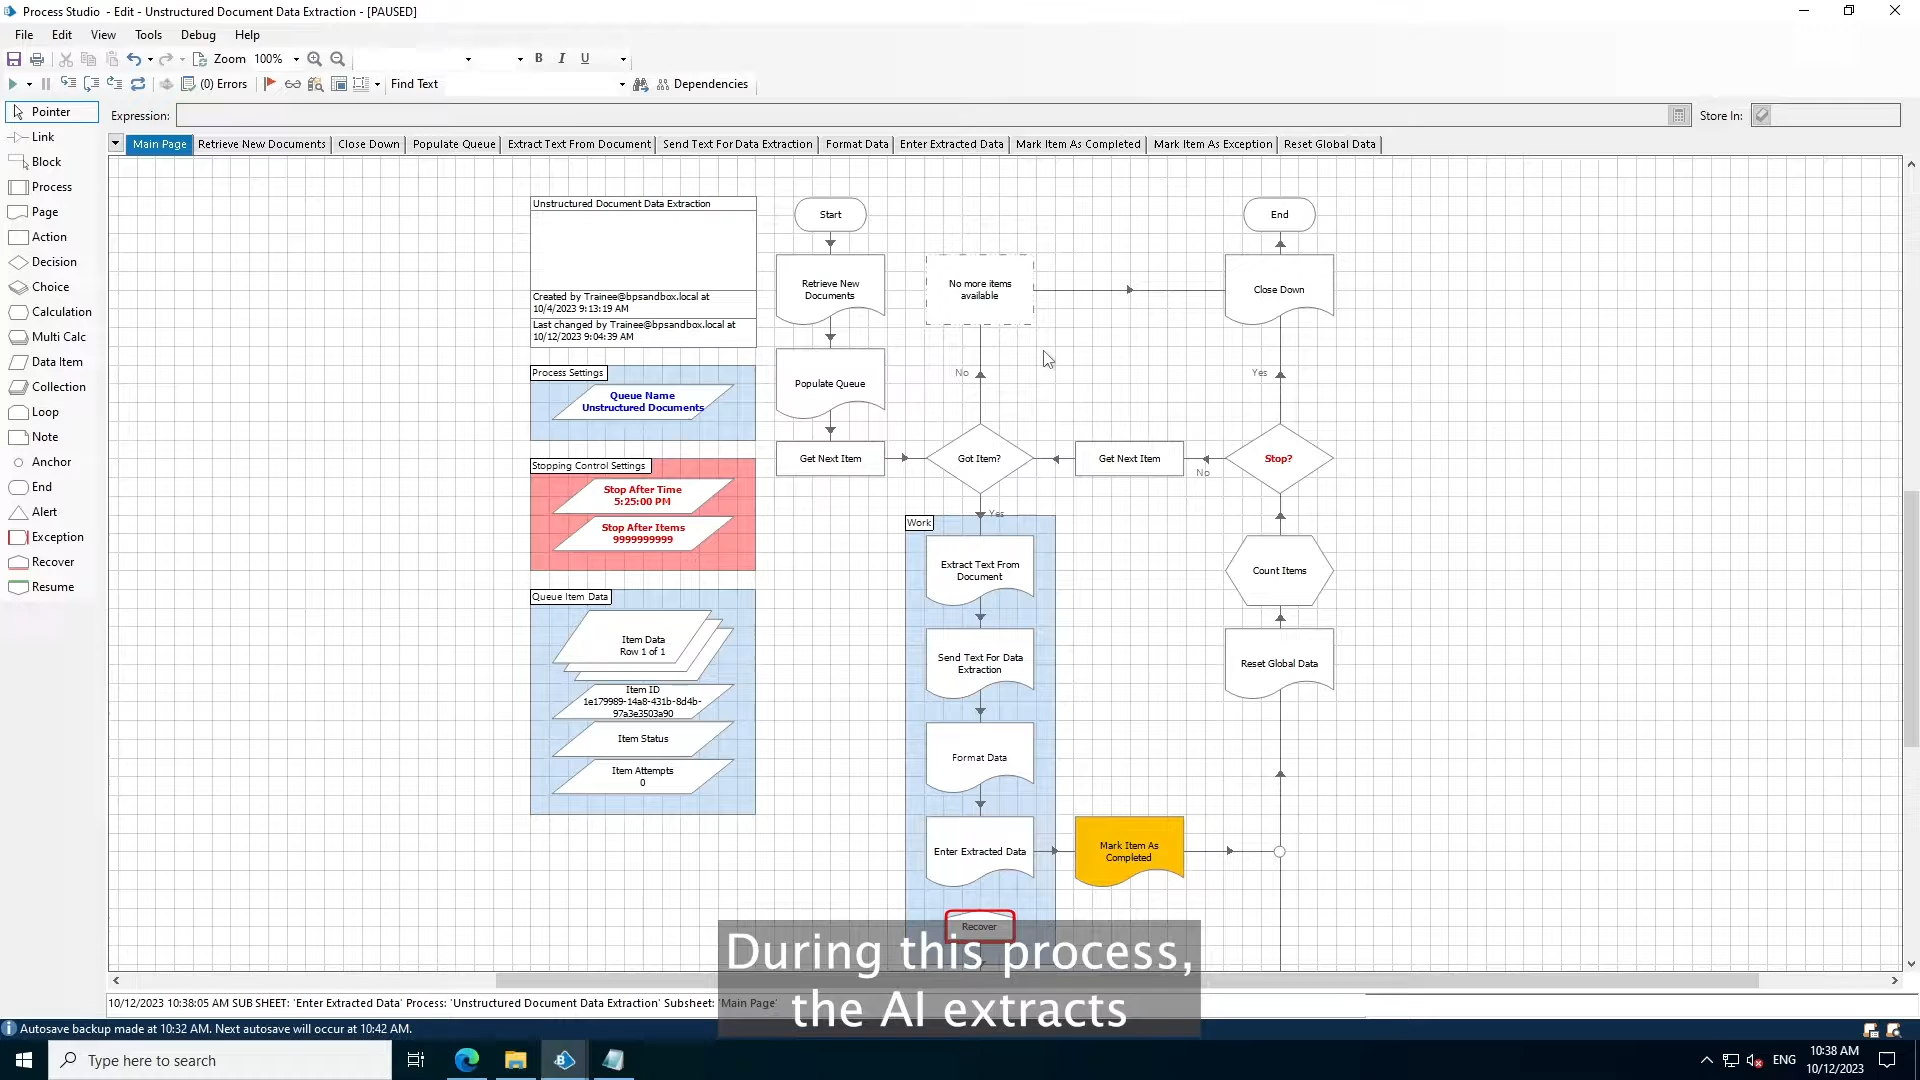 Process Studio - Edit - Unstructured Document Data Extraction - [PAUSED]
File Edit View Tools Debug Help
Zoom 100% B I U
(0) Errors Find Text Dependencies
Pointer
Link
Block
Process
Page
Action
Decision
Choice
Calculation
Multi Calc
Data Item
Collection
Loop
Note
Anchor
End
Alert
Exception
Recover
Resume
Expression: Store In:
Main Page Retrieve New Documents Close Down Populate Queue Extract Text From Document Send Text For Data Extraction Format Data Enter Extracted Data Mark Item As Completed Mark Item As Exception Reset Global Data
Unstructured Document Data Extraction
Created by Trainee@bpsandbox.local at
10/4/2023 9:13:19 AM
Last changed by Trainee@bpsandbox.local at
10/12/2023 9:04:39 AM
Process Settings
Queue Name
Unstructured Documents
Stopping Control Settings
Stop After Time
5:25:00 PM
Stop After Items
9999999999
Queue Item Data
Item Data
Row 1 of 1
Item ID
1e179989-14a8-431b-8d4b-
97a3e3503a90
Item Status
Item Attempts
0
Start
Retrieve New
Documents
Populate Queue
Get Next Item
No more items
available
No
Got Item?
Yes
Work
Extract Text From
Document
Send Text For Data
Extraction
Format Data
Enter Extracted Data
Recover
Get Next Item
Mark Item As
Completed
End
Close Down
Yes
Stop?
No
Count Items
Reset Global Data
During this process,
the AI extracts
10/12/2023 10:38:05 AM SUB SHEET: 'Enter Extracted Data' Process: 'Unstructured Document Data Extraction' Subsheet: 'Main Page'
Autosave backup made at 10:32 AM. Next autosave will occur at 10:42 AM.
Type here to search
ENG
10:38 AM
10/12/2023